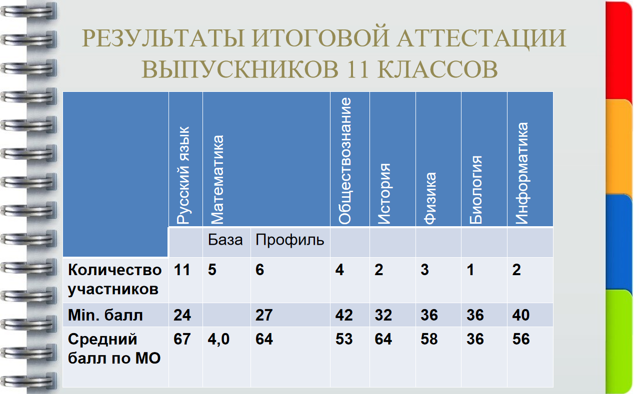 РЕЗУЛЬТАТЫ ИТОГОВОЙ АТТЕСТАЦИИ
ВЫПУСКНИКОВ 11 КЛАССОВ
Русский язык
Математика
Обществознание
История
Физика
Биология
Информатика
База Профиль
Количество участников 11 5 6 4 2 3 1 2
Min. балл 24 27 42 32 36 36 40
Средний балл по МО 67 4,0 64 53 64 58 36 56